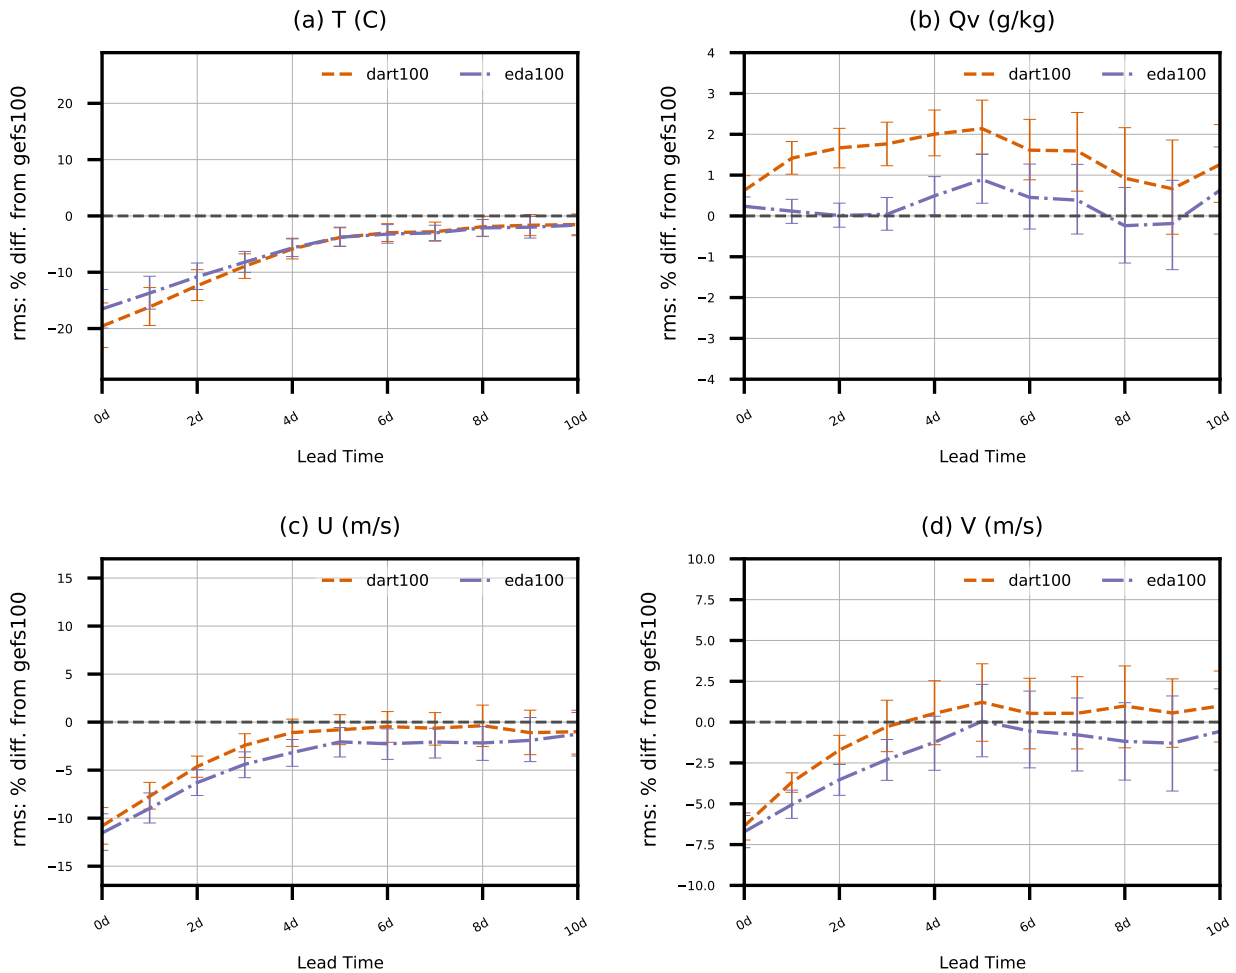 (a) T (C)
rms: % diff. from gefs100
dart100 eda100
20
10
0
−10
−20
0d 2d 4d 6d 8d 10d
Lead Time
(b) Qv (g/kg)
rms: % diff. from gefs100
dart100 eda100
4
3
2
1
0
−1
−2
−3
−4
0d 2d 4d 6d 8d 10d
Lead Time
(c) U (m/s)
rms: % diff. from gefs100
dart100 eda100
15
10
5
0
−5
−10
−15
0d 2d 4d 6d 8d 10d
Lead Time
(d) V (m/s)
rms: % diff. from gefs100
dart100 eda100
10.0
7.5
5.0
2.5
0.0
−2.5
−5.0
−7.5
−10.0
0d 2d 4d 6d 8d 10d
Lead Time